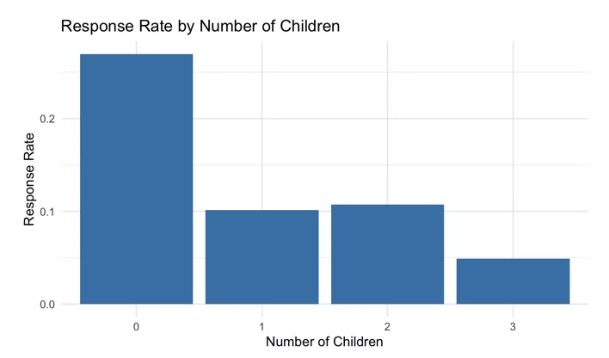 Response Rate by Number of Children
Response Rate
0.2
0.1
0.0
0 1 2 3
Number of Children